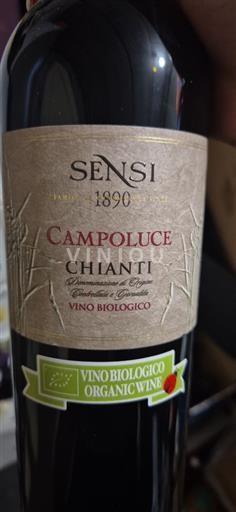 SENSI
1890
CAMPOLUCE
VINIOU
CHIANTI
Denominazione di Origine
Controllata e Garantita
VINO BIOLOGICO
VINO BIOLOGICO
ORGANIC WINE